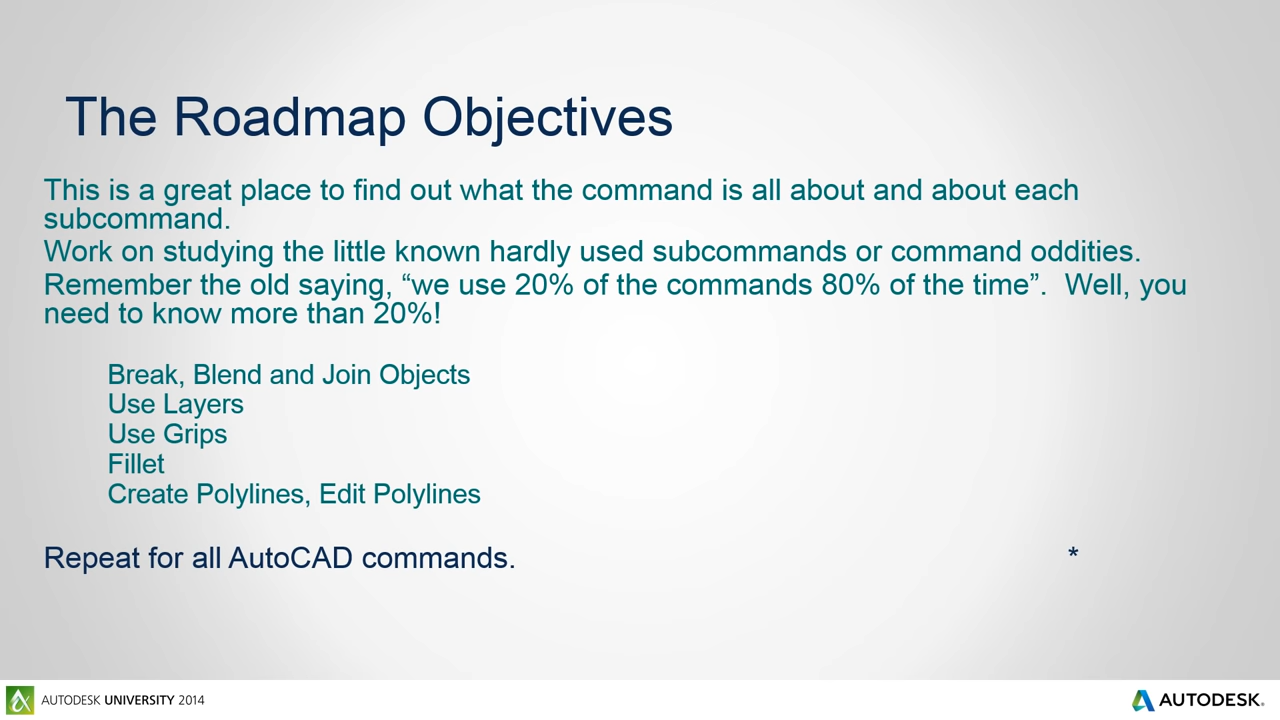 The Roadmap Objectives
This is a great place to find out what the command is all about and about each
subcommand.
Work on studying the little known hardly used subcommands or command oddities.
Remember the old saying, “we use 20% of the commands 80% of the time”.  Well, you
need to know more than 20%!
Break, Blend and Join Objects
Use Layers
Use Grips
Fillet
Create Polylines, Edit Polylines
Repeat for all AutoCAD commands. *
AUTODESK UNIVERSITY 2014
AUTODESK®